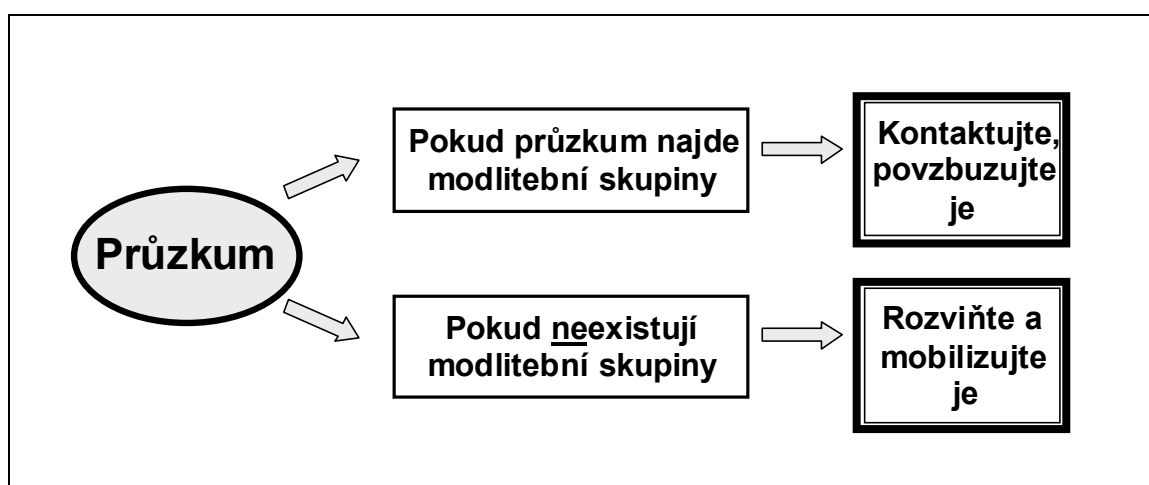 Průzkum
Pokud průzkum najde
modlitební skupiny
Kontaktujte,
povzbuzujte
je
Pokud neexistují
modlitební skupiny
Rozviňte a
mobilizujte
je